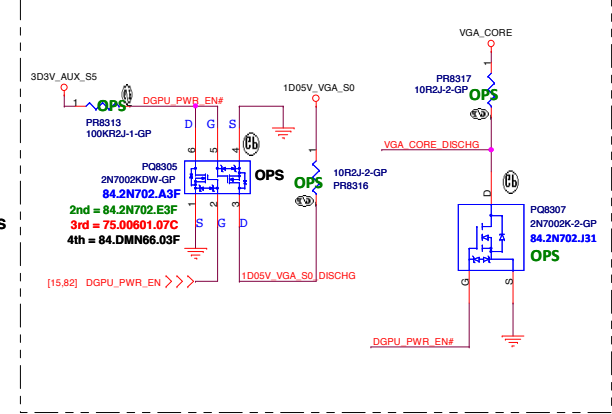 VGA_CORE
3D3V_AUX_S5
1
OPS
DGPU_PWR_EN#
PR8313
100KR2J-1-GP
1D05V_VGA_S0
1
PR8317
10R2J-2-GP
OPS
VGA_CORE_DISCHG
D G S
6 5 4
PQ8305
2N7002KDW-GP
84.2N702.A3F
2nd = 84.2N702.E3F
3rd = 75.00601.07C
4th = 84.DMN66.03F
OPS
1 2 3
S G D
1
10R2J-2-GP
PR8316
OPS
D
PQ8307
2N7002K-2-GP
84.2N702.J31
OPS
G S
s
[15,82] DGPU_PWR_EN
1D05V_VGA_S0_DISCHG
DGPU_PWR_EN#